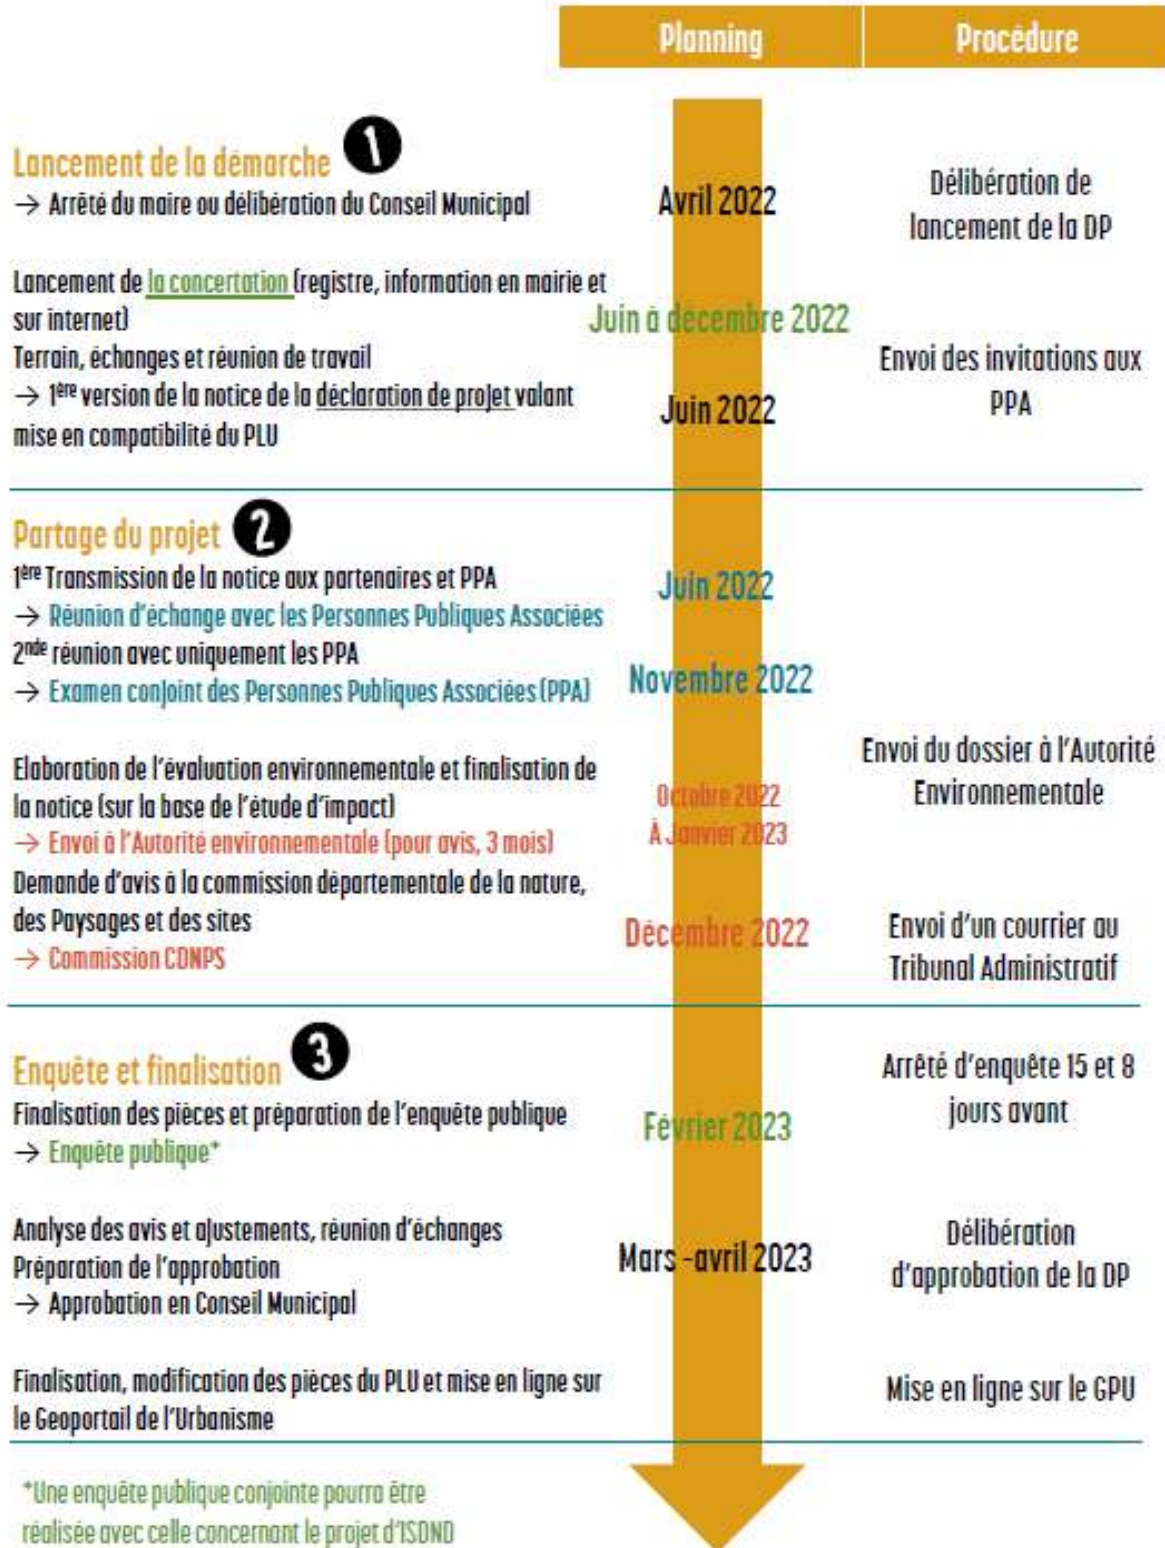 Planning
Procédure
Lancement de la démarche 1
→ Arrêté du maire ou délibération du Conseil Municipal
Avril 2022
Délibération de
lancement de la DP
Lancement de la concertation (registre, information en mairie et
sur internet)
Juin à décembre 2022
Terrain, échanges et réunion de travail
→ 1ère version de la notice de la déclaration de projet valant
mise en compatibilité du PLU
Juin 2022
Envoi des invitations aux
PPA
Partage du projet 2
1ère Transmission de la notice aux partenaires et PPA
→ Réunion d'échange avec les Personnes Publiques Associées
Juin 2022
2nde réunion avec uniquement les PPA
→ Examen conjoint des Personnes Publiques Associées (PPA)
Novembre 2022
Elaboration de l'évaluation environnementale et finalisation de
la notice (sur la base de l'étude d'impact)
→ Envoi à l'Autorité environnementale (pour avis, 3 mois)
Octobre 2022
À Janvier 2023
Envoi du dossier à l'Autorité
Environnementale
Demande d'avis à la commission départementale de la nature,
des Paysages et des sites
→ Commission CDNPS
Décembre 2022
Envoi d'un courrier au
Tribunal Administratif
Enquête et finalisation 3
Finalisation des pièces et préparation de l'enquête publique
→ Enquête publique*
Février 2023
Arrêté d'enquête 15 et 8
jours avant
Analyse des avis et ajustements, réunion d'échanges
Préparation de l'approbation
→ Approbation en Conseil Municipal
Mars -avril 2023
Délibération
d'approbation de la DP
Finalisation, modification des pièces du PLU et mise en ligne sur
le Geoportail de l'Urbanisme
Mise en ligne sur le GPU
*Une enquête publique conjointe pourra être
réalisée avec celle concernant le projet d'ISDND